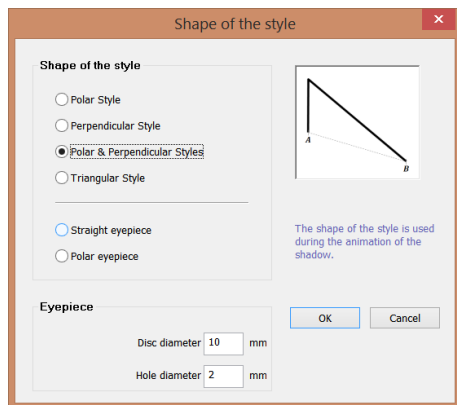 Shape of the style
x
Shape of the style
Polar Style
Perpendicular Style
Polar & Perpendicular Styles
Triangular Style
Straight eyepiece
Polar eyepiece
A
B
The shape of the style is used
during the animation of the
shadow.
Eyepiece
Disc diameter 10 mm
Hole diameter 2 mm
OK Cancel